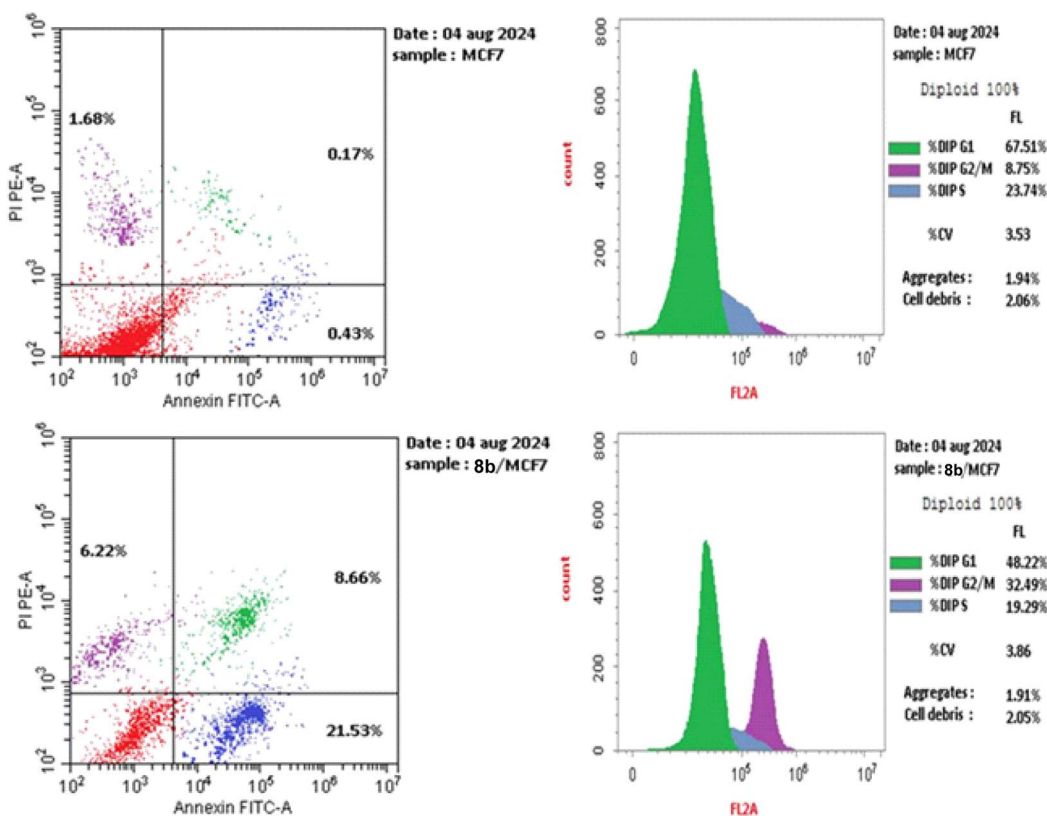 Date : 04 aug 2024
sample : MCF7
1.68%
0.17%
0.43%
PI PE-A
10^6
10^5
10^4
10^3
10^2
10^2 10^3 10^4 10^5 10^6 10^7
Annexin FITC-A
800
600
400
200
0
count
0 10^5 10^6 10^7
FL2A
Date : 04 aug 2024
sample : MCF7
Diploid 100%
FL
%DIP G1 67.51%
%DIP G2/M 8.75%
%DIP S 23.74%
%CV 3.53
Aggregates : 1.94%
Cell debris : 2.06%
Date : 04 aug 2024
sample : 8b/MCF7
6.22%
8.66%
21.53%
PI PE-A
10^6
10^5
10^4
10^3
10^2
10^2 10^3 10^4 10^5 10^6 10^7
Annexin FITC-A
800
600
400
200
0
count
0 10^5 10^6 10^7
FL2A
Date : 04 aug 2024
sample : 8b/MCF7
Diploid 100%
FL
%DIP G1 48.22%
%DIP G2/M 32.49%
%DIP S 19.29%
%CV 3.86
Aggregates : 1.91%
Cell debris : 2.05%